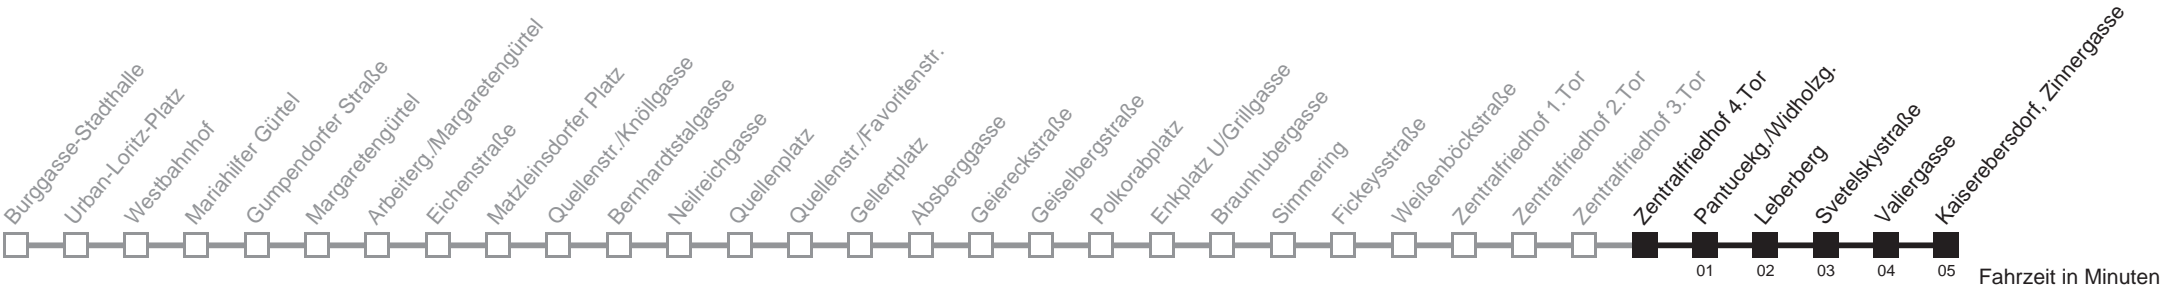 Burggasse-Stadthalle
Urban-Loritz-Platz
Westbahnhof
Mariahilfer Gürtel
Gumpendorfer Straße
Margaretengürtel
Arbeiterg./Margaretengürtel
Eichenstraße
Matzleinsdorfer Platz
Quellenstr./Knöllgasse
Bernhardtstalgasse
Neilreichgasse
Quellenplatz
Quellenstr./Favoritenstr.
Gellertplatz
Absberggasse
Geiereckstraße
Geiselbergstraße
Polkorabplatz
Enkplatz U/Grillgasse
Braunhubergasse
Simmering
Fickeysstraße
Weißenböckstraße
Zentralfriedhof 1.Tor
Zentralfriedhof 2.Tor
Zentralfriedhof 3.Tor
Zentralfriedhof 4.Tor
Pantucekg./Widholzg.
Leberberg
Svetelskystraße
Valiergasse
Kaiserebersdorf, Zinnergasse
01 02 03 04 05
Fahrzeit in Minuten